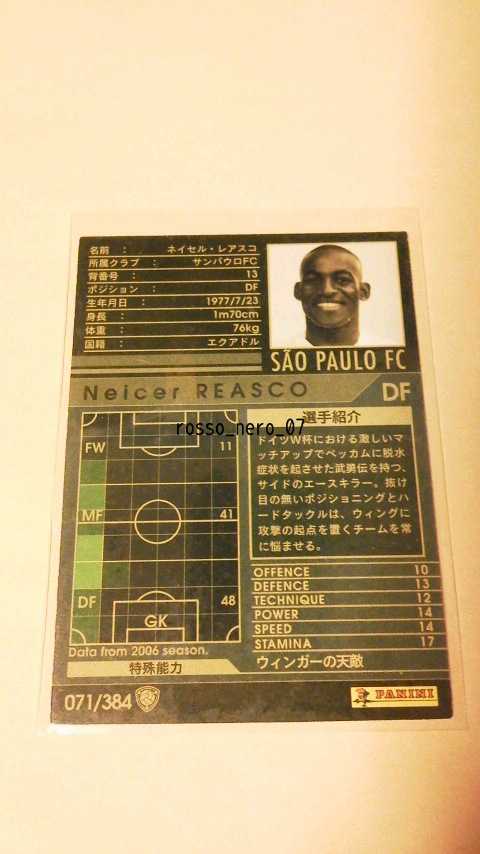 名前 : ネイセル・レアスコ
所属クラブ : サンパウロFC
背番号 : 13
ポジション : DF
生年月日 : 1977/7/23
身長 : 1m70cm
体重 : 76kg
国籍 : エクアドル
SÃO PAULO FC
Neicer REASCO DF
rosso_nero_07
FW 11
MF 41
DF 48
GK
Data from 2006 season.
選手紹介
ドイツW杯における激しいマ
ッチアップでベッカムに脱水
症状を起させた武勇伝を持つ、
サイドのエースキラー。抜け
目の無いポジショニングとハ
ードタックルは、ウィングに
攻撃の起点を置くチームを常
に悩ませる。
OFFENCE 10
DEFENCE 13
TECHNIQUE 12
POWER 14
SPEED 14
STAMINA 17
特殊能力 ウィンガーの天敵
071/384
PANINI